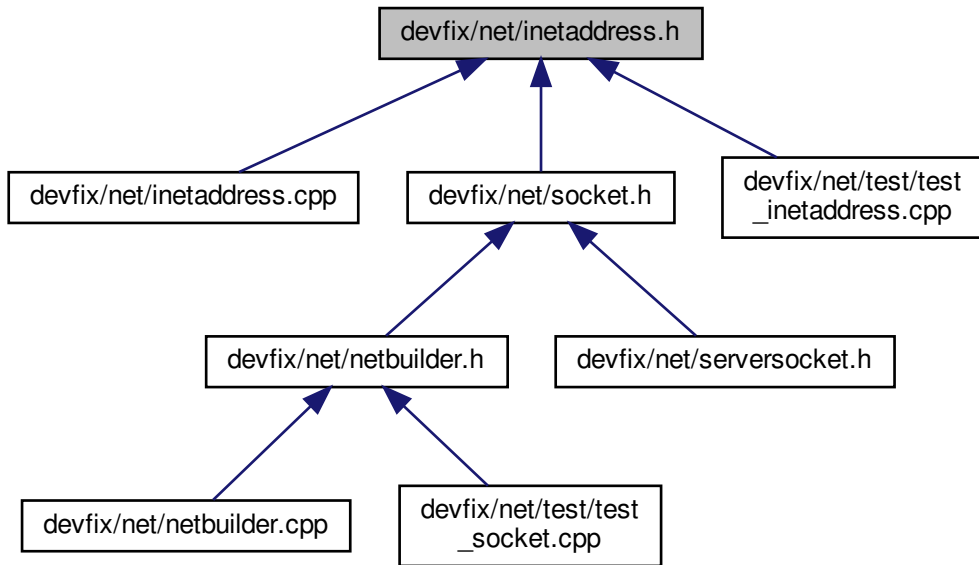 devfix/net/inetaddress.h
devfix/net/inetaddress.cpp
devfix/net/socket.h
devfix/net/test/test
_inetaddress.cpp
devfix/net/netbuilder.h
devfix/net/serversocket.h
devfix/net/netbuilder.cpp
devfix/net/test/test
_socket.cpp